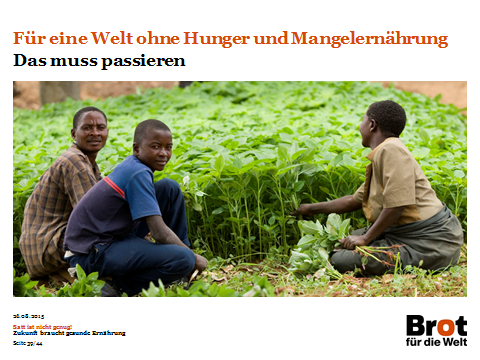 Für eine Welt ohne Hunger und Mangelernährung
Das muss passieren
26.08.2015
Satt ist nicht genug!
Zukunft braucht gesunde Ernährung
Seite 39/44
Brot
für die Welt